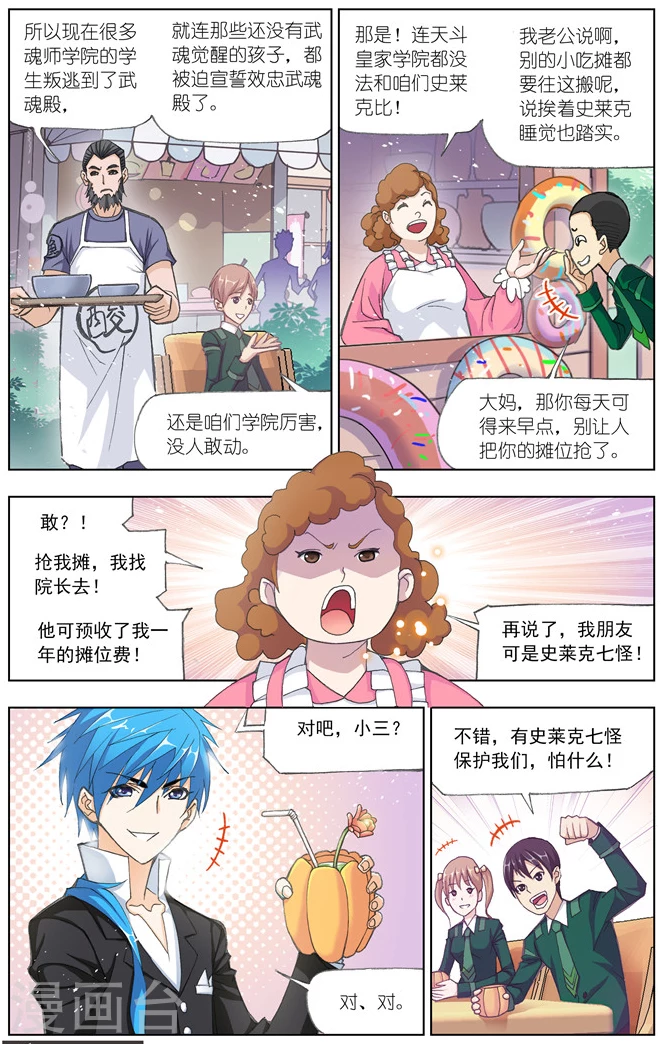 所以现在很多
魂师学院的学
生叛逃到了武
魂殿，
就连那些还没有武
魂觉醒的孩子，都
被迫宣誓效忠武魂
殿了。
酸
还是咱们学院厉害，
没人敢动。
那是！连天斗
皇家学院都没
法和咱们史莱
克比！
我老公说啊，
别的小吃摊都
要往这搬呢，
说挨着史莱克
睡觉也踏实。
大妈，那你每天可
得来早点，别让人
把你的摊位抢了。
敢？！
抢我摊，我找
院长去！
他可预收了我一
年的摊位费！
再说了，我朋友
可是史莱克七怪！
对吧，小三？
对、对。
不错，有史莱克七怪
保护我们，怕什么！
漫画台